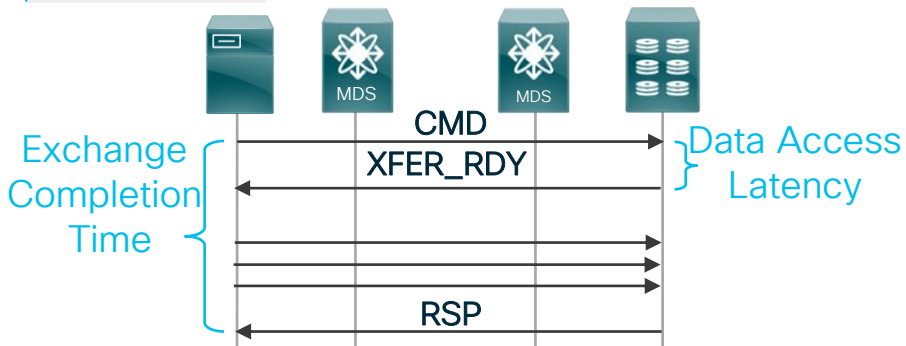 MDS
MDS
CMD
XFER_RDY
Exchange
Completion
Time
Data Access
Latency
RSP